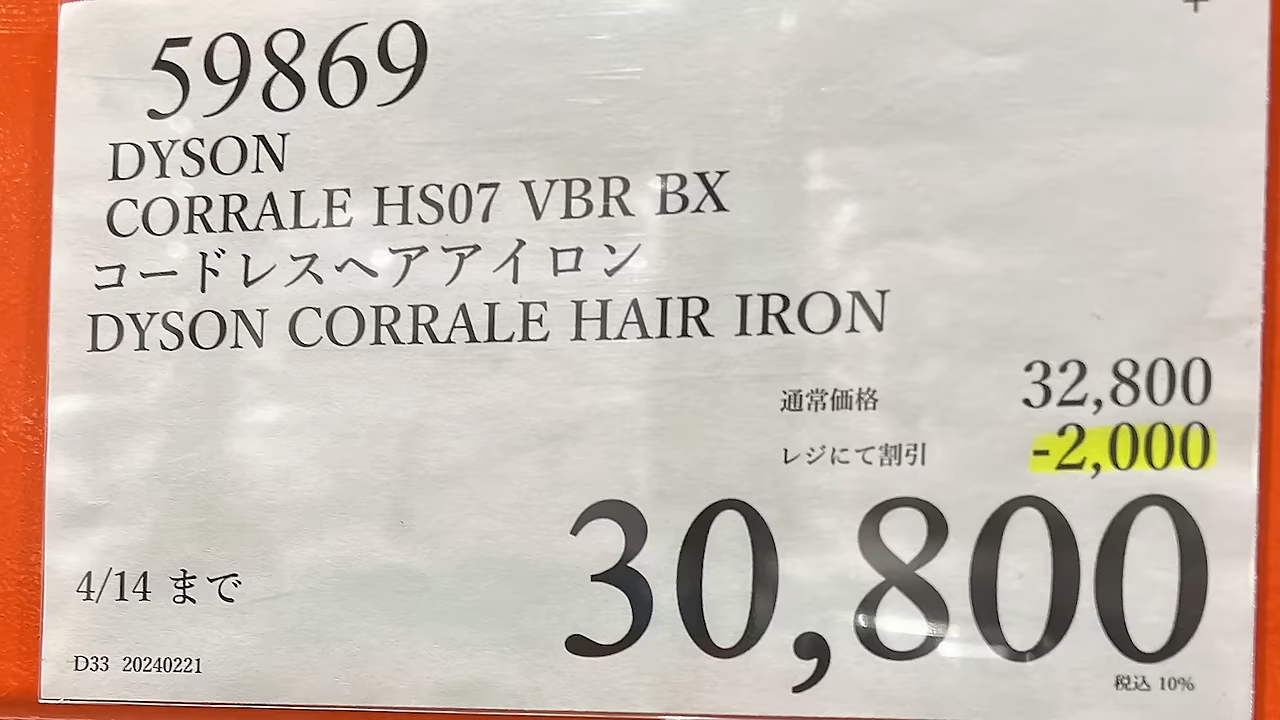 59869
DYSON
CORRALE HS07 VBR BX
コードレスヘアアイロン
DYSON CORRALE HAIR IRON
通常価格 32,800
レジにて割引 -2,000
30,800
4/14 まで
税込 10%
D33 20240221